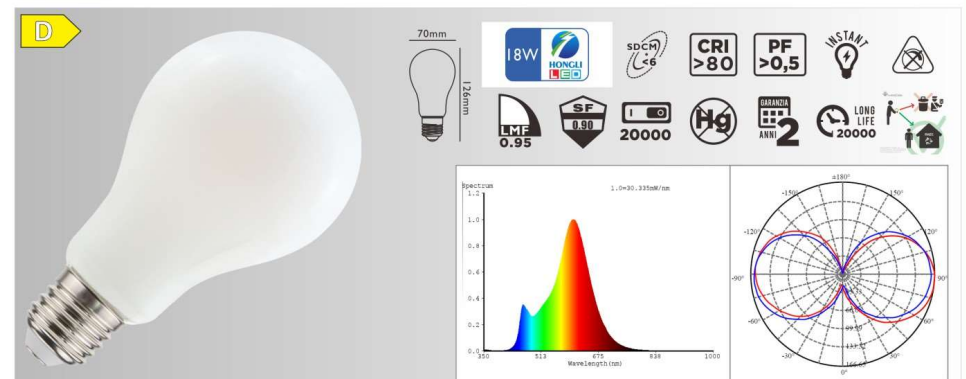 D
70mm
126mm
18W
HONGLI
LED
SDCM
<6
CRI
>80
PF
>0,5
INSTANT
LMF
0.95
SF
0.90
20000
Hg
GARANZIA
ANNI 2
LONG
LIFE
20000
Spectrum
1.0=30.335mW/nm
1.2
1.0
0.8
0.6
0.4
0.2
0.0
350
513
675
838
1000
Wavelength(nm)
±180°
-150°
150°
-120°
120°
-90°
90°
-60°
60°
-30°
30°
0°